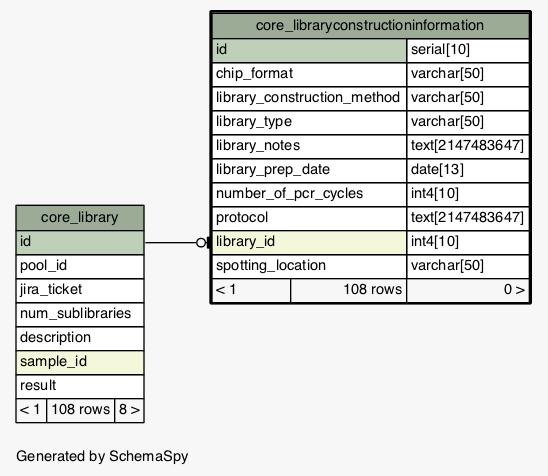 core_libraryconstructioninformation
id serial[10]
chip_format varchar[50]
library_construction_method varchar[50]
library_type varchar[50]
library_notes text[2147483647]
library_prep_date date[13]
number_of_pcr_cycles int4[10]
protocol text[2147483647]
library_id int4[10]
spotting_location varchar[50]
< 1 108 rows 0 >
core_library
id
pool_id
jira_ticket
num_sublibraries
description
sample_id
result
< 1 108 rows 8 >
Generated by SchemaSpy